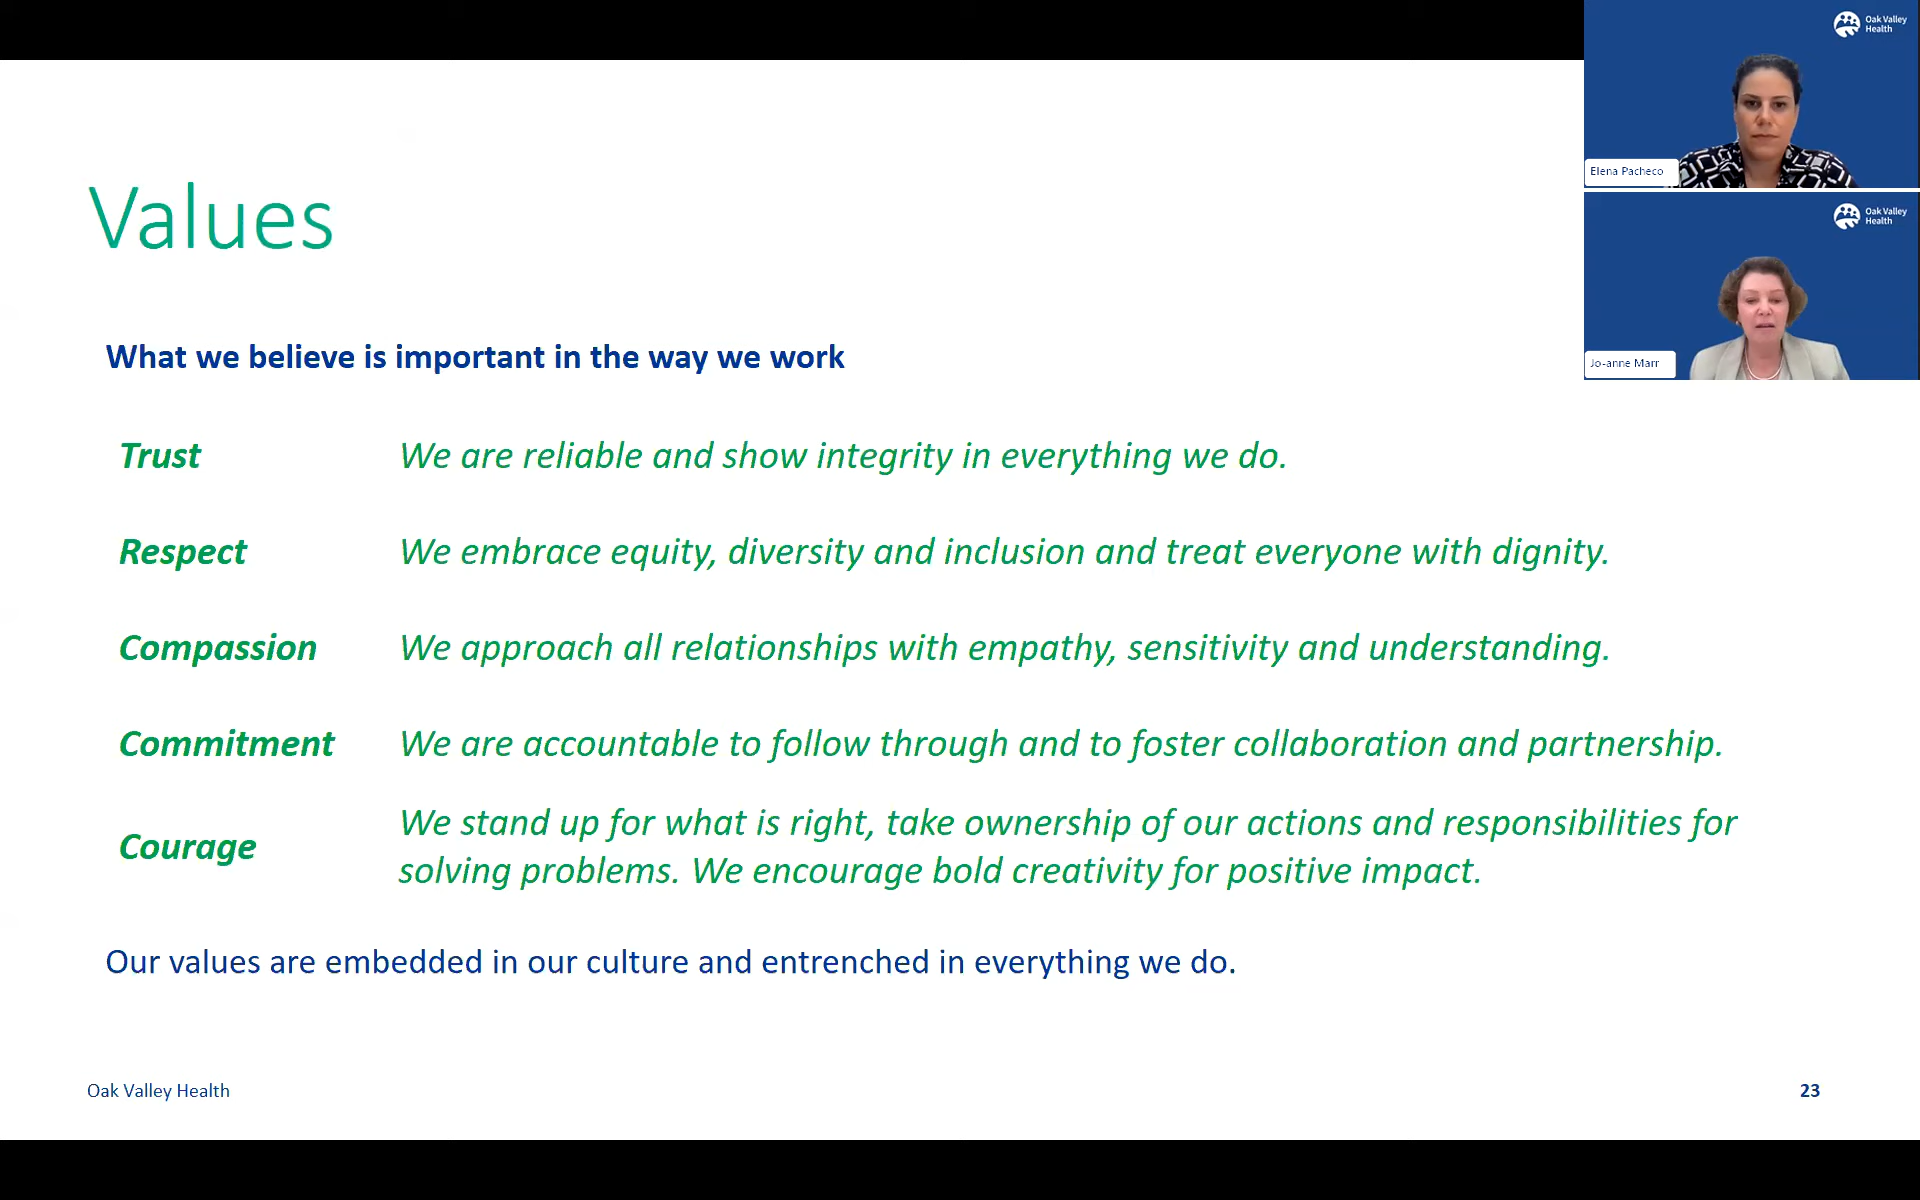 Values
What we believe is important in the way we work
Trust We are reliable and show integrity in everything we do.
Respect We embrace equity, diversity and inclusion and treat everyone with dignity.
Compassion We approach all relationships with empathy, sensitivity and understanding.
Commitment We are accountable to follow through and to foster collaboration and partnership.
Courage We stand up for what is right, take ownership of our actions and responsibilities for
solving problems. We encourage bold creativity for positive impact.
Our values are embedded in our culture and entrenched in everything we do.
Oak Valley Health
23
Oak Valley
Health
Elena Pacheco
Oak Valley
Health
Jo-anne Marr